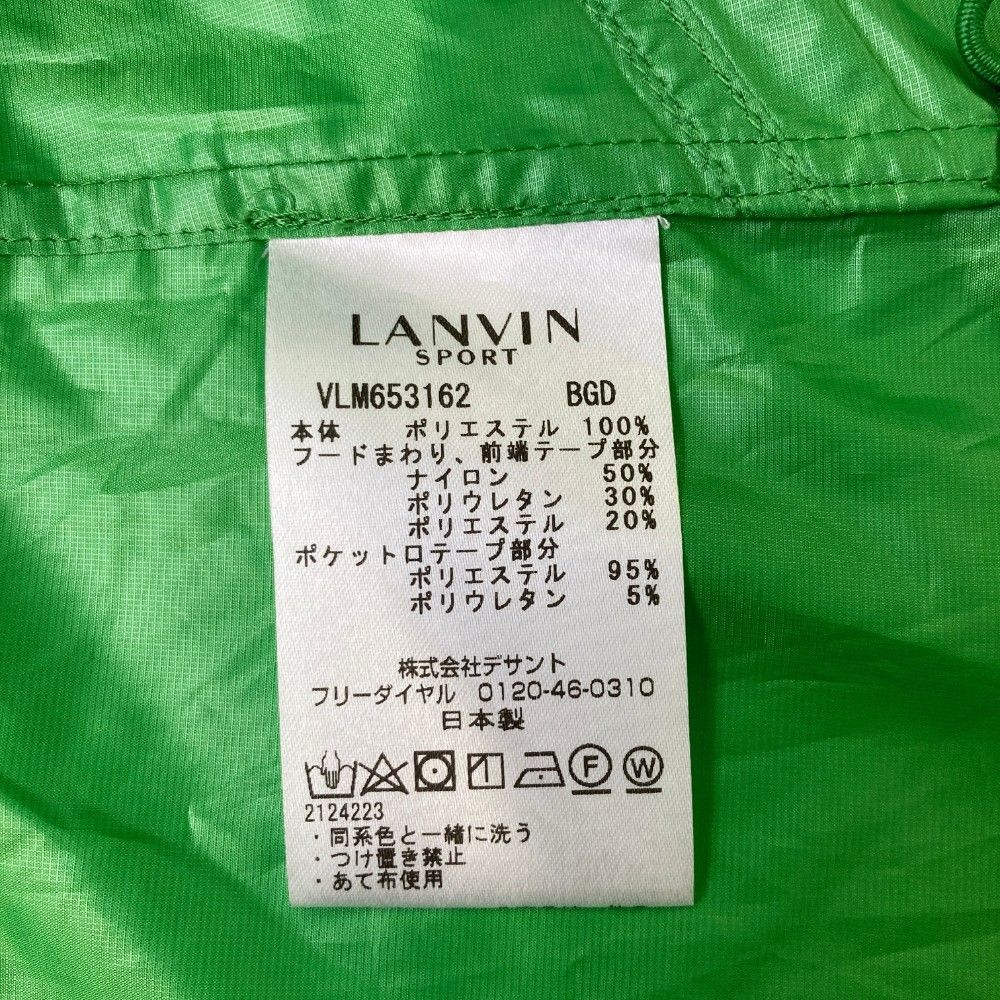 LANVIN
SPORT
VLM653162 BGD
本体 ポリエステル 100%
フードまわり、前端テープ部分
ナイロン 50%
ポリウレタン 30%
ポリエステル 20%
ポケット口テープ部分
ポリエステル 95%
ポリウレタン 5%
株式会社デサント
フリーダイヤル 0120-46-0310
日本製
F W
2124223
・同系色と一緒に洗う
・つけ置き禁止
・あて布使用